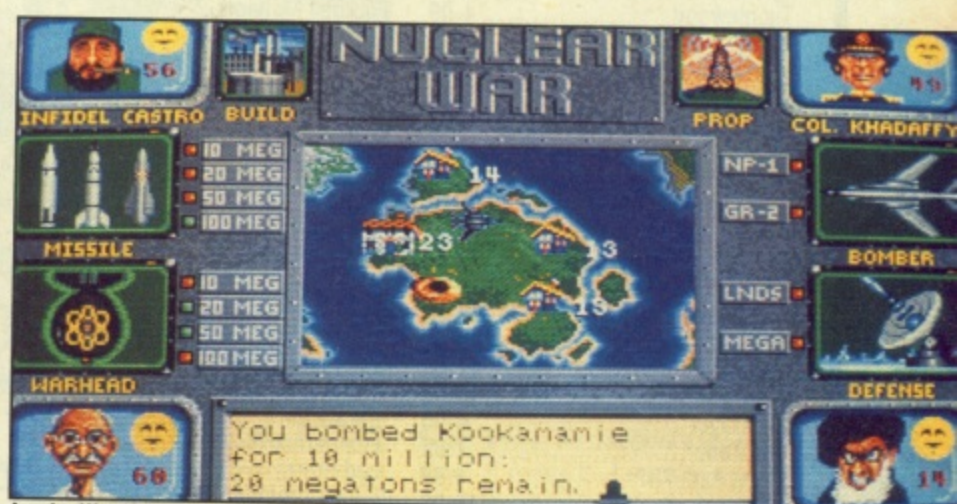 NUCLEAR
WAR
56
INFIDEL CASTRO
BUILD
PROP
COL. KHADAFFY
10 MEG
20 MEG
50 MEG
100 MEG
MISSILE
14
23
13
NP-1
GR-2
BOMBER
10 MEG
20 MEG
50 MEG
100 MEG
WARHEAD
LNDS
MEGA
DEFENSE
60
You bombed Kookamamie
for 10 million:
20 megatons remain.